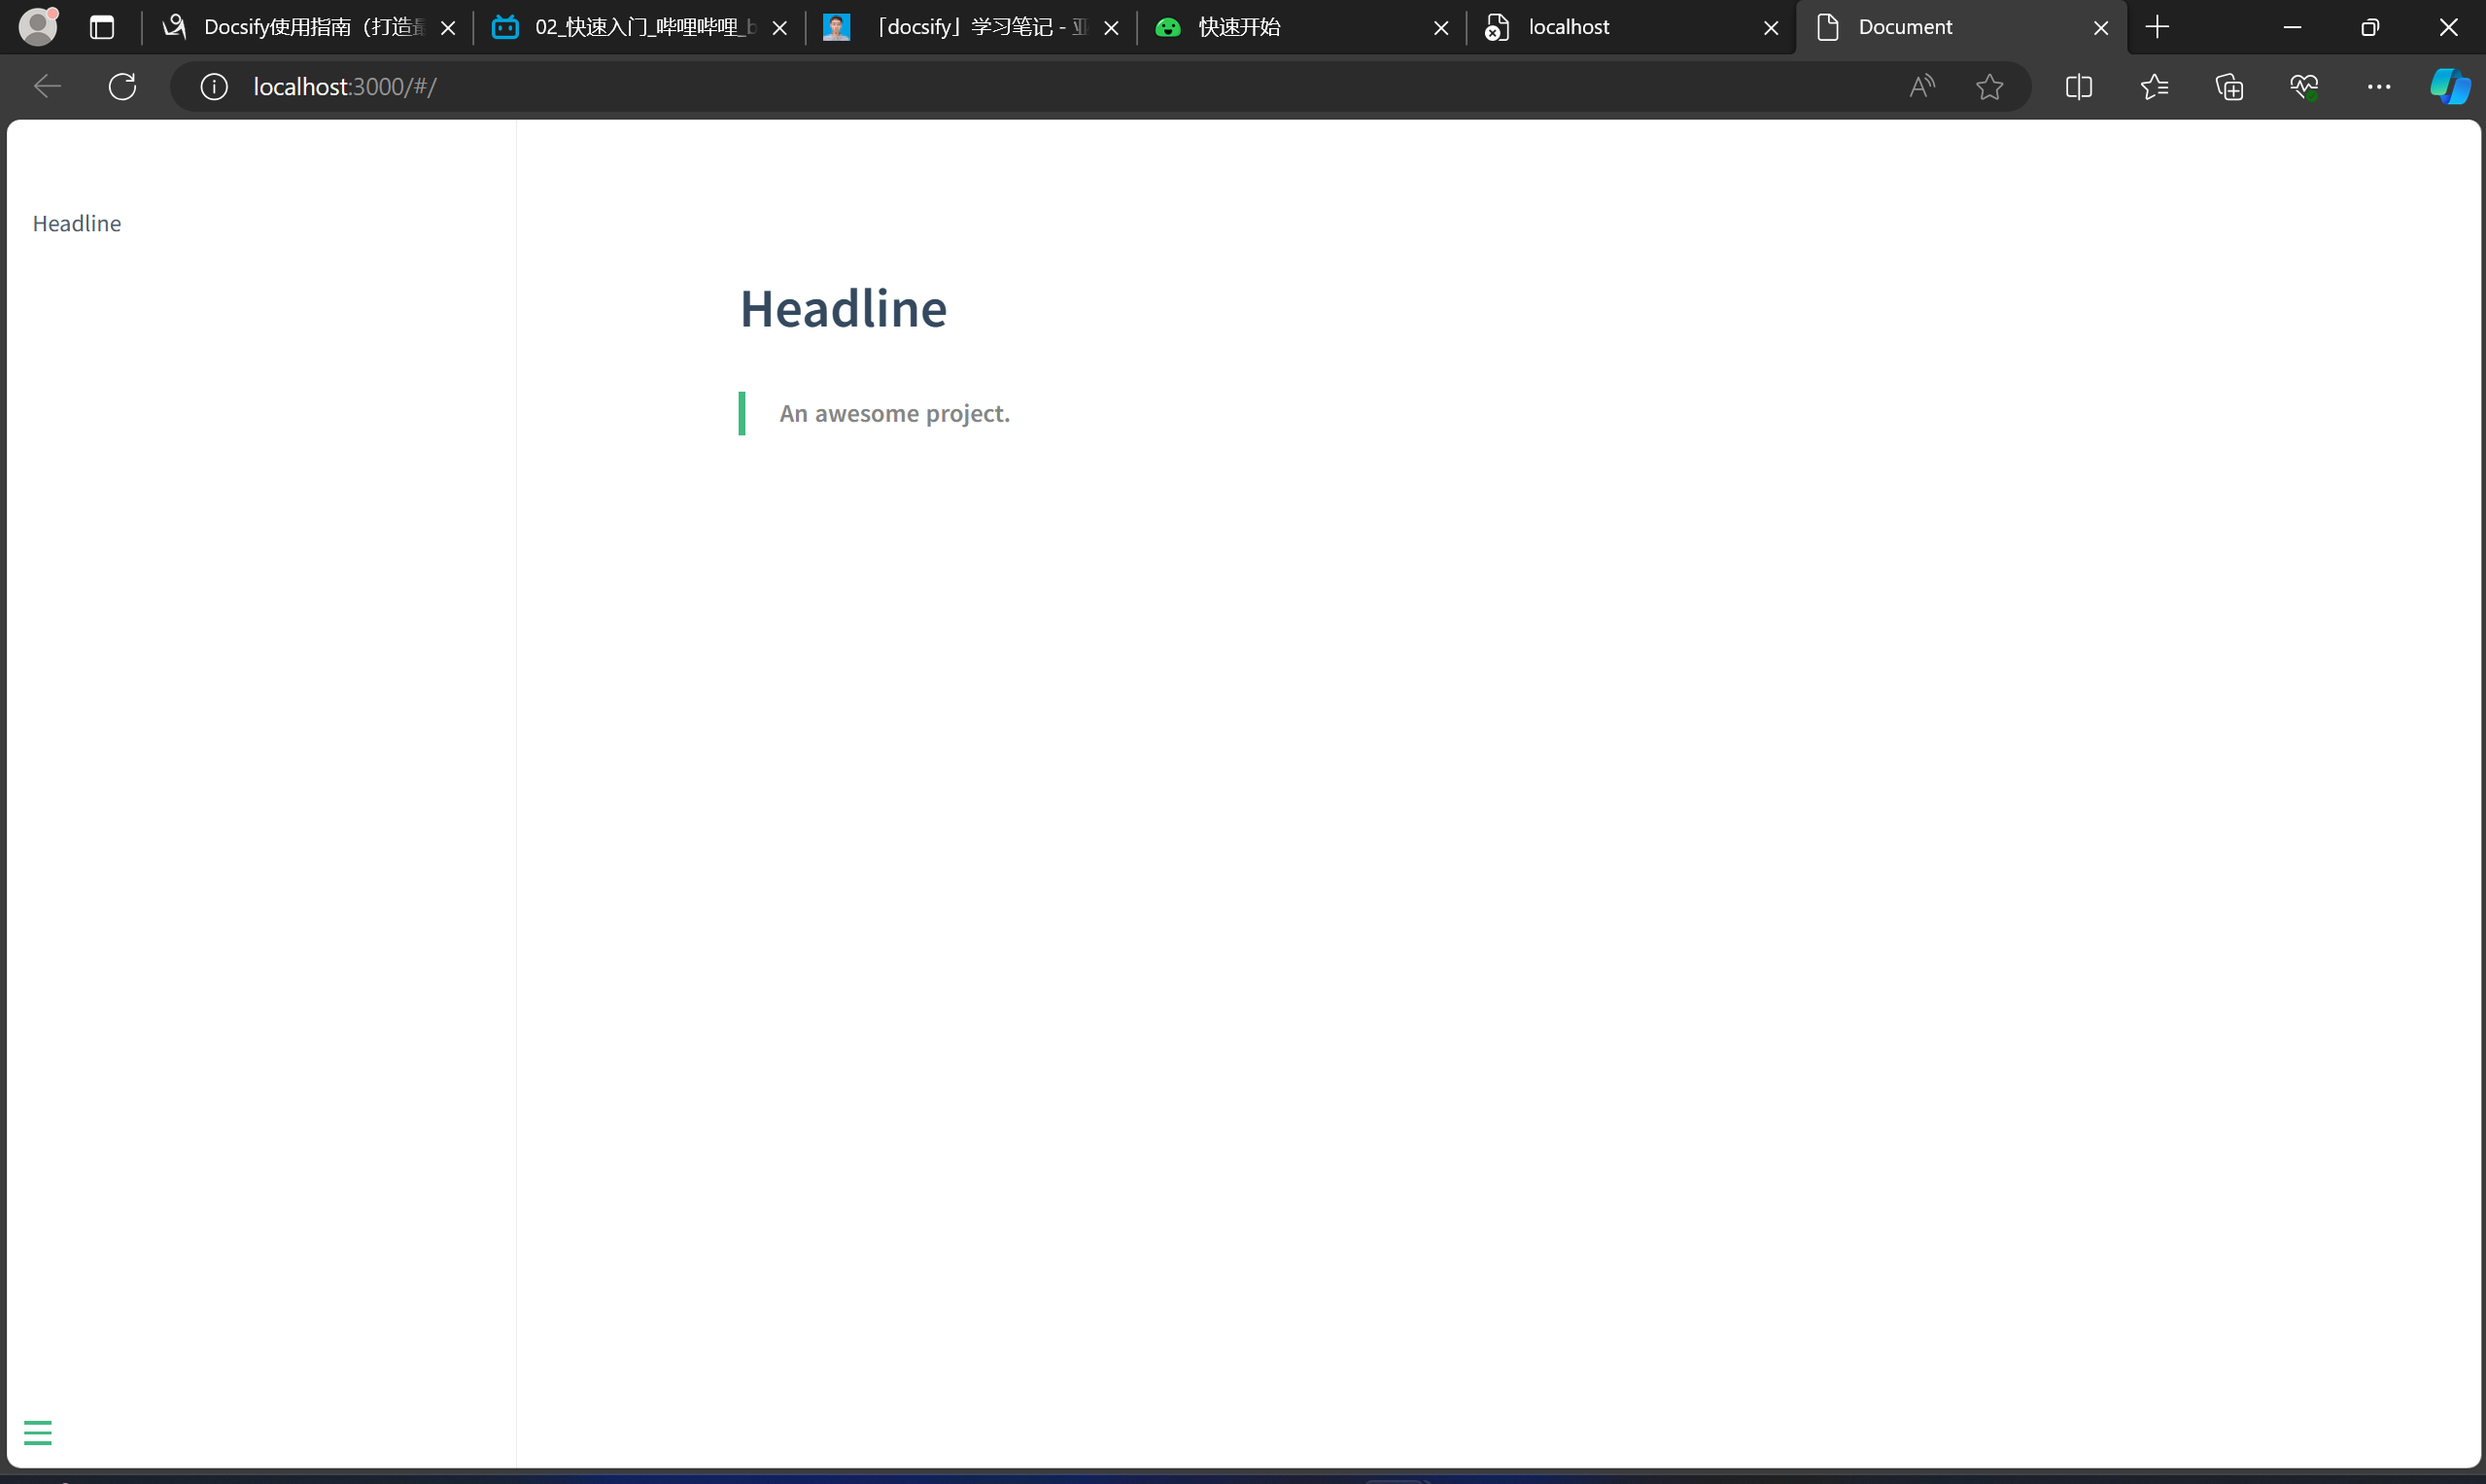 Docsify使用指南（打造最
02_快速入门_哔哩哔哩_b
「docsify」学习笔记 - 亚
快速开始
localhost
Document
localhost:3000/#/
Headline
Headline
An awesome project.